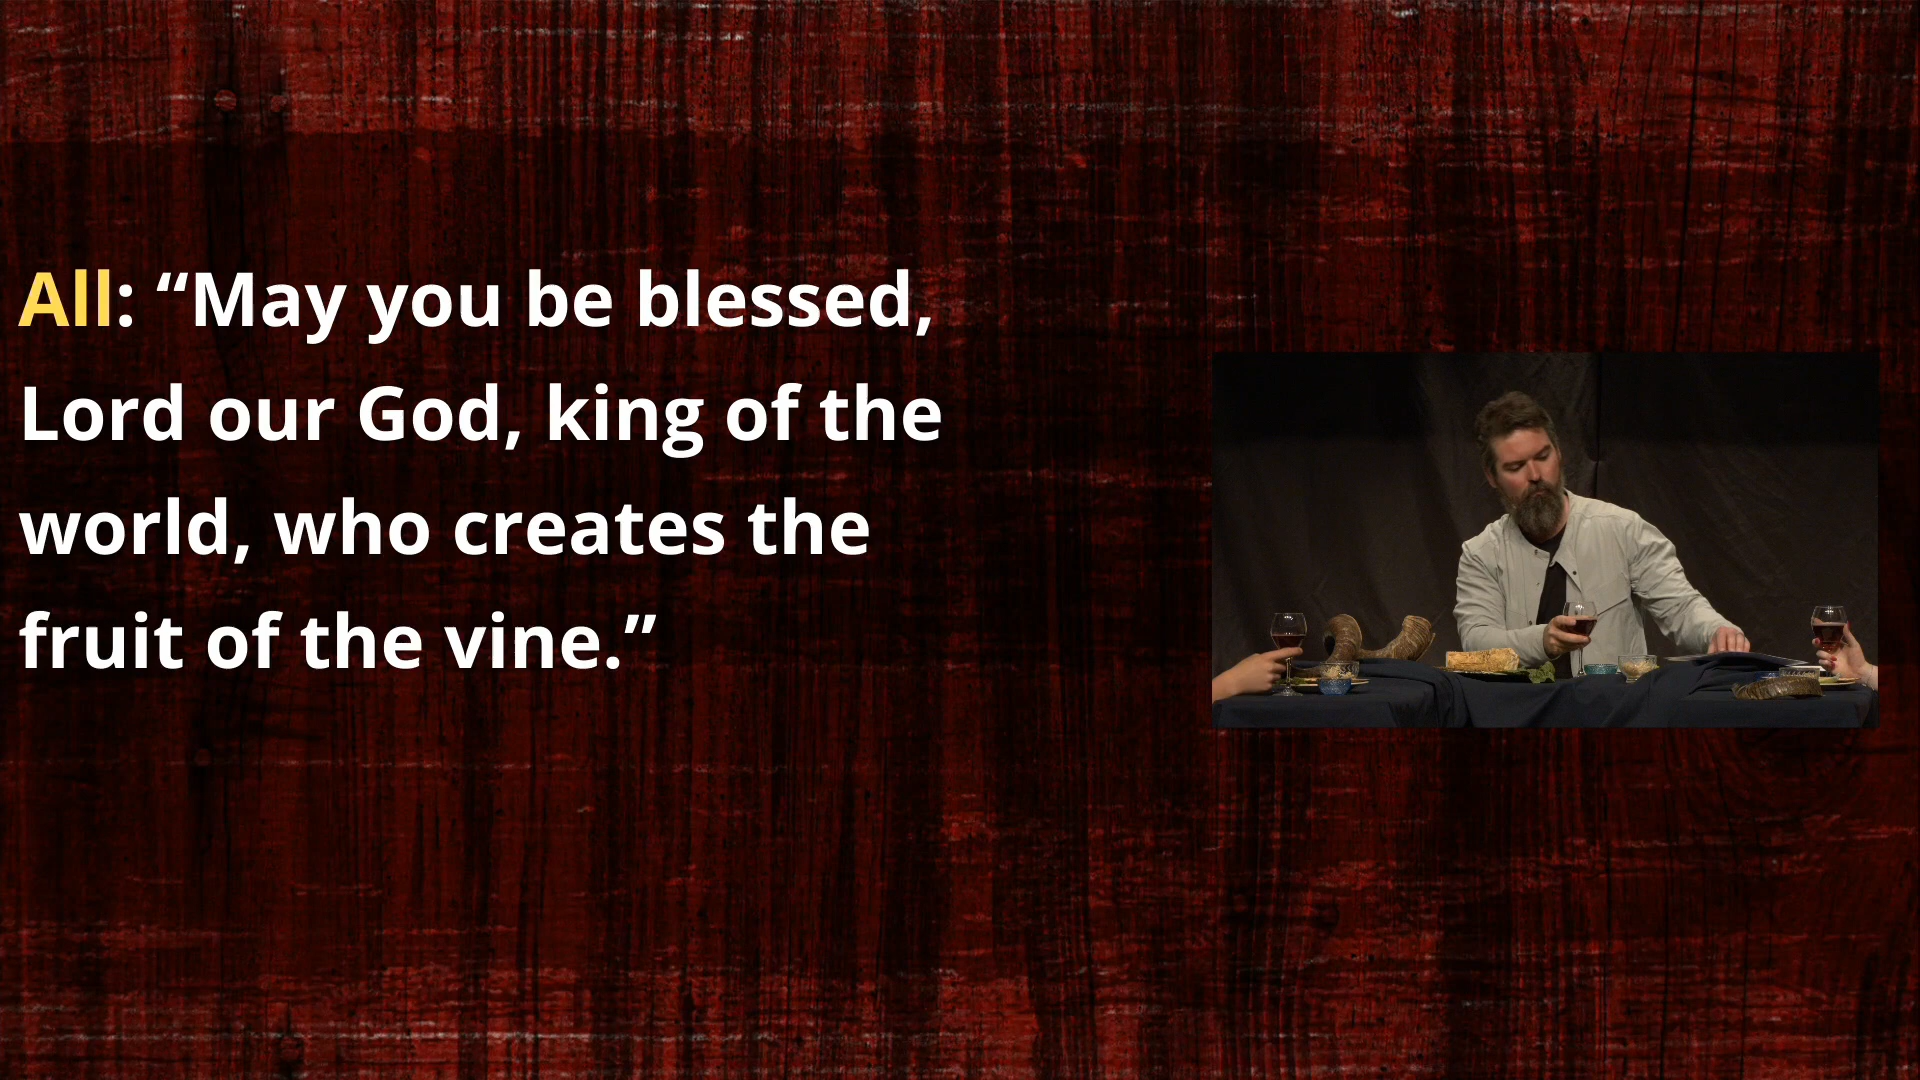 All: “May you be blessed,
Lord our God, king of the
world, who creates the
fruit of the vine.”